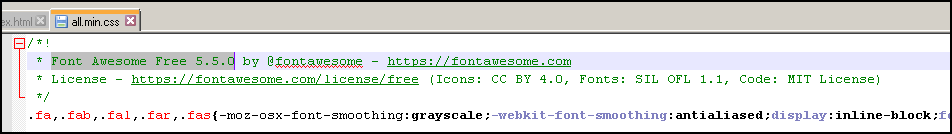 ex.html all.min.css
/*!
* Font Awesome Free 5.5.0 by @fontawesome - https://fontawesome.com
* License - https://fontawesome.com/license/free (Icons: CC BY 4.0, Fonts: SIL OFL 1.1, Code: MIT License)
*/
.fa,.fab,.fal,.far,.fas{-moz-osx-font-smoothing:grayscale;-webkit-font-smoothing:antialiased;display:inline-block;f